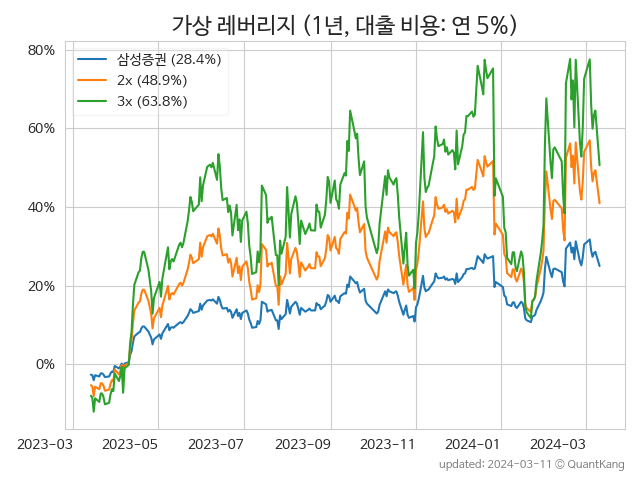 가상 레버리지 (1년, 대출 비용: 연 5%)
삼성증권 (28.4%)
2x (48.9%)
3x (63.8%)
80%
60%
40%
20%
0%
2023-03 2023-05 2023-07 2023-09 2023-11 2024-01 2024-03
updated: 2024-03-11 © QuantKang